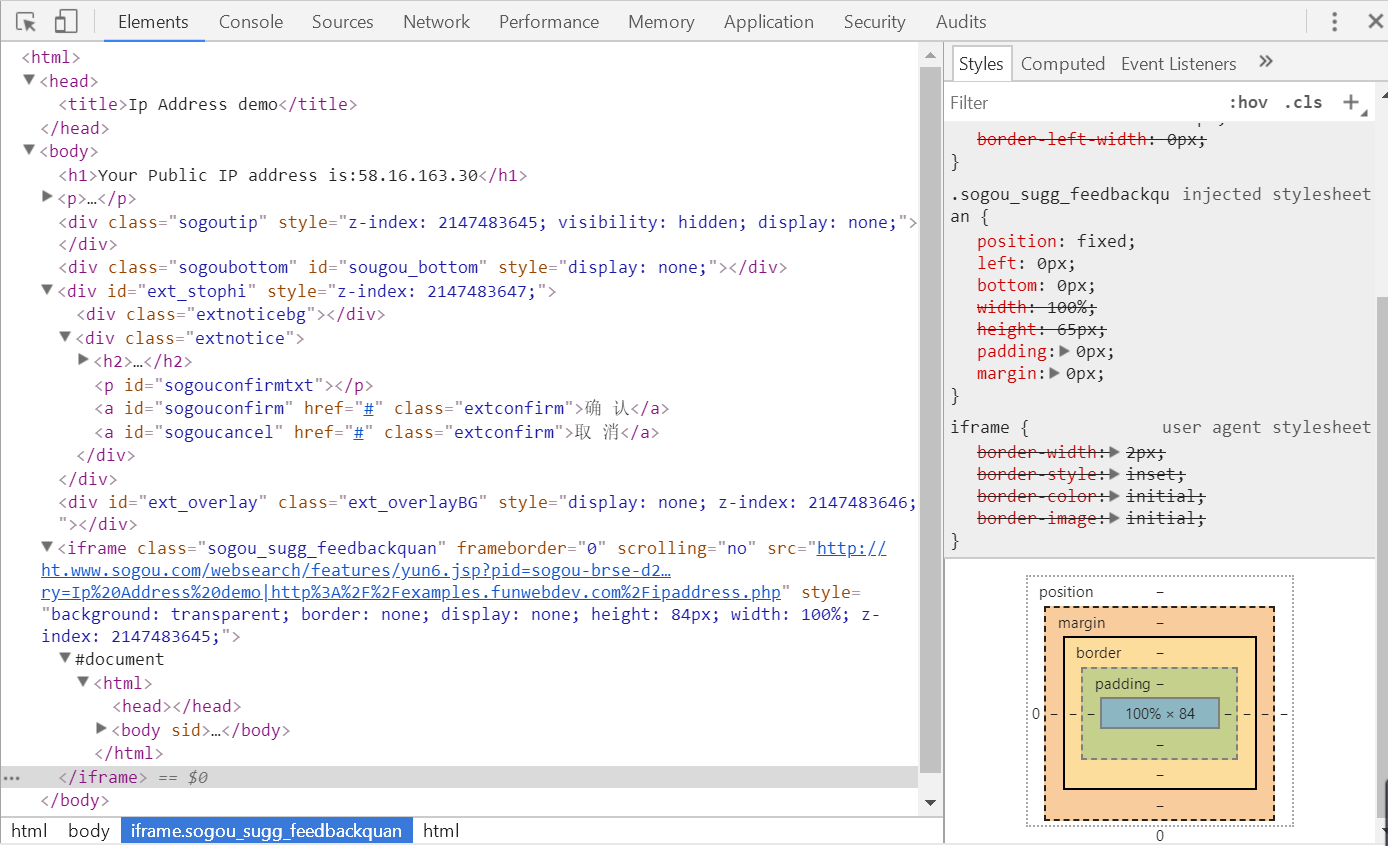 Elements Console Sources Network Performance Memory Application Security Audits
<html>
<head>
<title>Ip Address demo</title>
</head>
<body>
<h1>Your Public IP address is:58.16.163.30</h1>
<p>…</p>
<div class="sogoutip" style="z-index: 2147483645; visibility: hidden; display: none;">
</div>
<div class="sogoubottom" id="sougou_bottom" style="display: none;"></div>
<div id="ext_stophi" style="z-index: 2147483647;">
<div class="extnoticebg"></div>
<div class="extnotice">
<h2>…</h2>
<p id="sogouconfirmtxt"></p>
<a id="sogouconfirm" href="#" class="extconfirm">确 认</a>
<a id="sogoucancel" href="#" class="extconfirm">取 消</a>
</div>
</div>
<div id="ext_overlay" class="ext_overlayBG" style="display: none; z-index: 2147483646;
"></div>
<iframe class="sogou_sugg_feedbackquan" frameborder="0" scrolling="no" src="http://
ht.www.sogou.com/websearch/features/yun6.jsp?pid=sogou-brse-d2…
ry=Ip%20Address%20demo|http%3A%2F%2Fexamples.funwebdev.com%2Fipaddress.php" style=
"background: transparent; border: none; display: none; height: 84px; width: 100%; z-
index: 2147483645;">
#document
<html>
<head></head>
<body sid>…</body>
</html>
</iframe> == $0
</body>
html body iframe.sogou_sugg_feedbackquan html
Styles Computed Event Listeners »
Filter :hov .cls +
border-left-width: 0px;
}
.sogou_sugg_feedbackqu injected stylesheet
an {
position: fixed;
left: 0px;
bottom: 0px;
width: 100%;
height: 65px;
padding: 0px;
margin: 0px;
}
iframe { user agent stylesheet
border-width: 2px;
border-style: inset;
border-color: initial;
border-image: initial;
}
position –
margin –
border –
padding –
0 – – – 100% × 84 – – – –
–
–
–
0